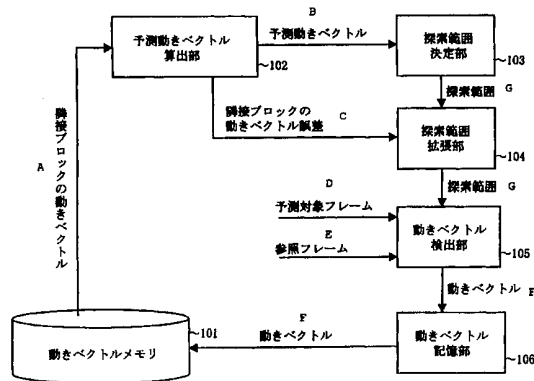 B
予測動きベクトル
算出部
102
予測動きベクトル
探索範囲
決定部
103
隣接ブロックの動きベクトル
A
隣接ブロックの
動きベクトル誤差
C
探索範囲 G
探索範囲
拡張部
104
D
予測対象フレーム
探索範囲 G
E
参照フレーム
動きベクトル
検出部
105
動きベクトル F
F
動きベクトル
101
動きベクトルメモリ
動きベクトル
記憶部
106